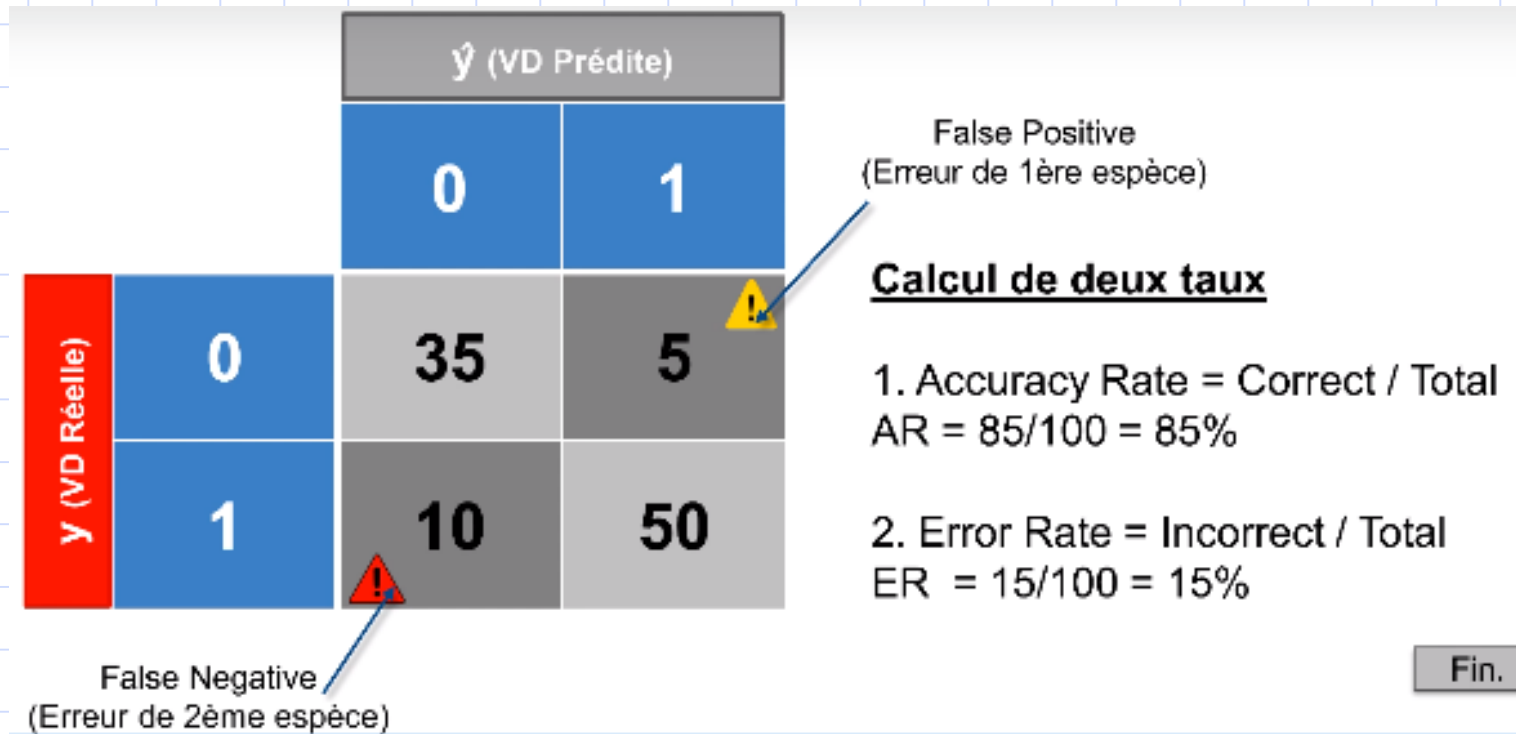 ŷ (VD Prédite)
0 1
False Positive
(Erreur de 1ère espèce)
Calcul de deux taux
y (VD Réelle)
0 35 5
1. Accuracy Rate = Correct / Total
AR = 85/100 = 85%
1 10 50
2. Error Rate = Incorrect / Total
ER = 15/100 = 15%
False Negative
(Erreur de 2ème espèce)
Fin.